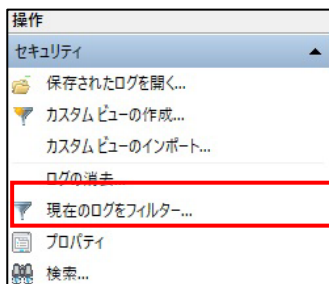 操作
セキュリティ
保存されたログを開く...
カスタム ビューの作成...
カスタム ビューのインポート...
ログの消去...
現在のログをフィルター...
プロパティ
検索...